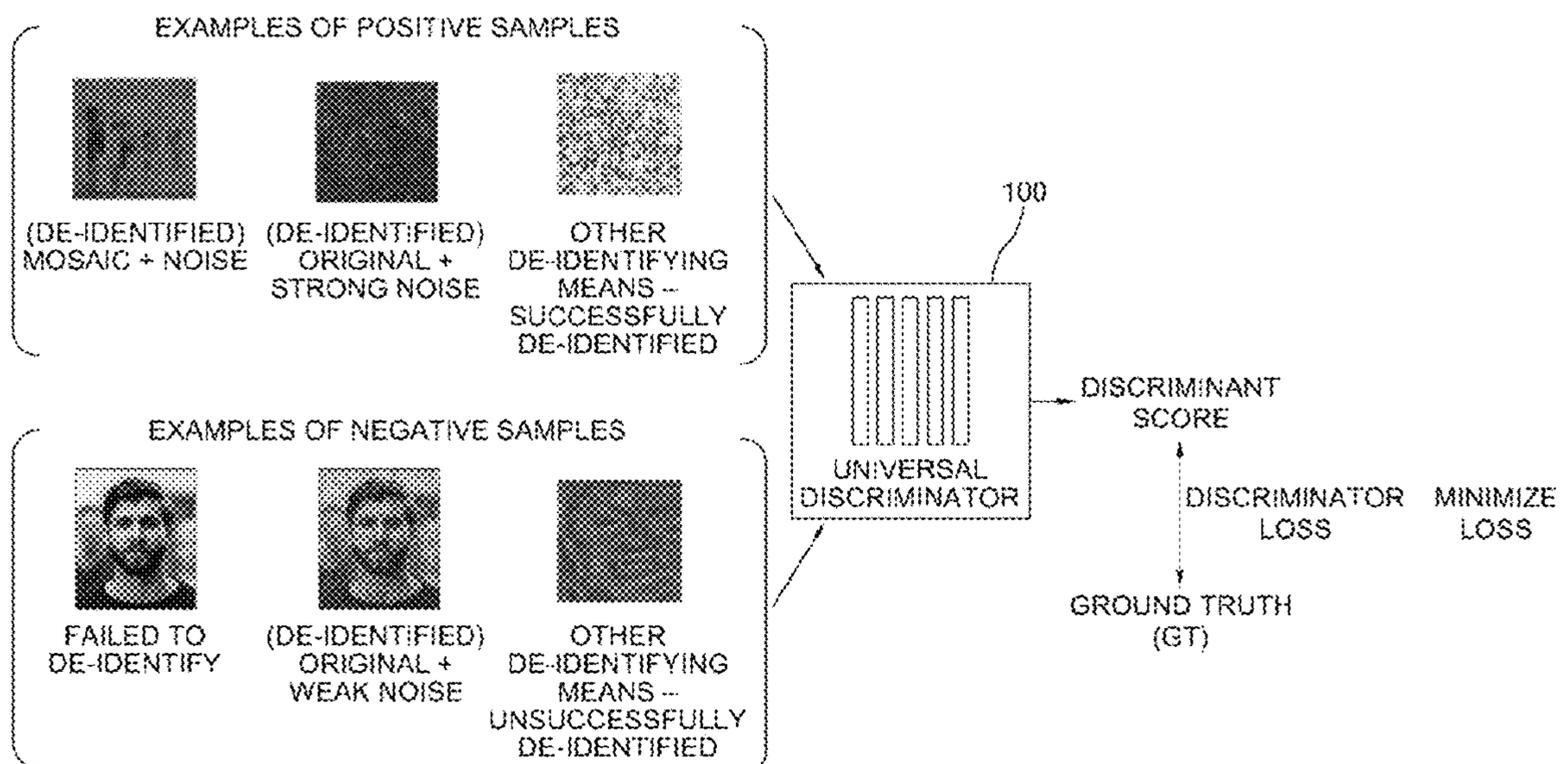 EXAMPLES OF POSITIVE SAMPLES
(DE-IDENTIFIED)
MOSAIC + NOISE
(DE-IDENTIFIED)
ORIGINAL +
STRONG NOISE
OTHER
DE-IDENTIFYING
MEANS –
SUCCESSFULLY
DE-IDENTIFIED
EXAMPLES OF NEGATIVE SAMPLES
FAILED TO
DE-IDENTIFY
(DE-IDENTIFIED)
ORIGINAL +
WEAK NOISE
OTHER
DE-IDENTIFYING
MEANS –
UNSUCCESSFULLY
DE-IDENTIFIED
100
UNIVERSAL
DISCRIMINATOR
DISCRIMINANT
SCORE
DISCRIMINATOR
LOSS
MINIMIZE
LOSS
GROUND TRUTH
(GT)